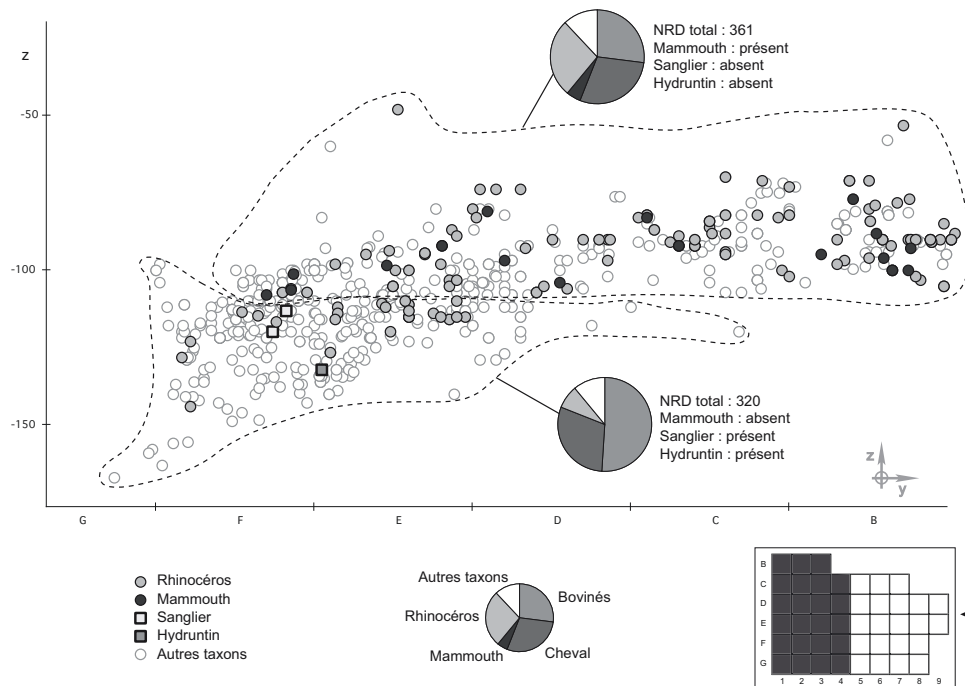 NRD total : 361
Mammouth : présent
Sanglier : absent
Hydruntin : absent
z
-50
-100
-150
NRD total : 320
Mammouth : absent
Sanglier : présent
Hydruntin : présent
z
y
G F E D C B
Rhinocéros
Mammouth
Sanglier
Hydruntin
Autres taxons
Autres taxons
Bovinés
Rhinocéros
Mammouth
Cheval
B
C
D
E
F
G
1 2 3 4 5 6 7 8 9